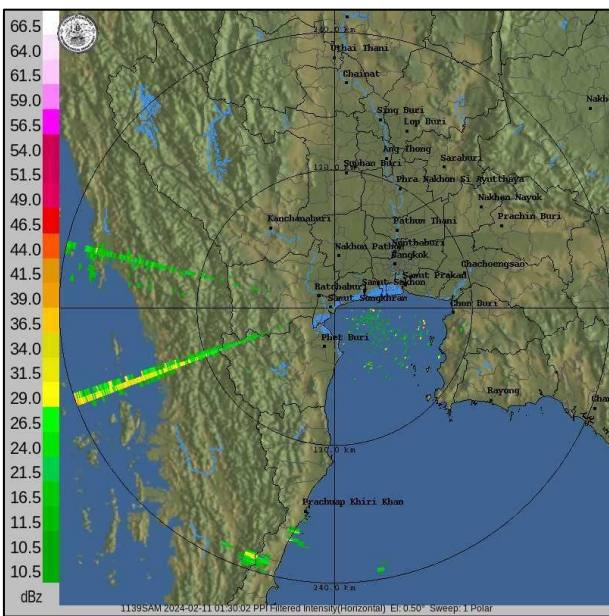 66.5
64.0
61.5
59.0
56.5
54.0
51.5
49.0
46.5
44.0
41.5
39.0
36.5
34.0
31.5
29.0
26.5
24.0
21.5
16.5
11.5
10.5
10.5
dBz
240.0 km
Uthai Thani
Chainat
Sing Buri
Lop Buri
Ang Thong
Saraburi
120.0 km
Suphan Buri
Phra Nakhon Si Ayutthaya
Nakhon Nayok
Prachin Buri
Kanchanaburi
Pathum Thani
Nonthaburi
Nakhon Pathom
Bangkok
Chachoengsao
Samut Prakan
Samut Sakhon
Ratchaburi
Samut Songkhram
Chon Buri
Phet Buri
Rayong
Chan
Nakho
120.0 km
Prachuap Khiri Khan
240.0 km
1139SAM 2024-02-11 01:30:02 PPI Filtered Intensity(Horizontal) El: 0.50° Sweep: 1 Polar